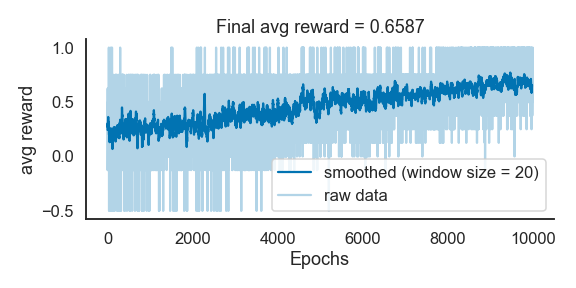 Final avg reward = 0.6587
1.0
0.5
0.0
−0.5
avg reward
smoothed (window size = 20)
raw data
0
2000
4000
6000
8000
10000
Epochs